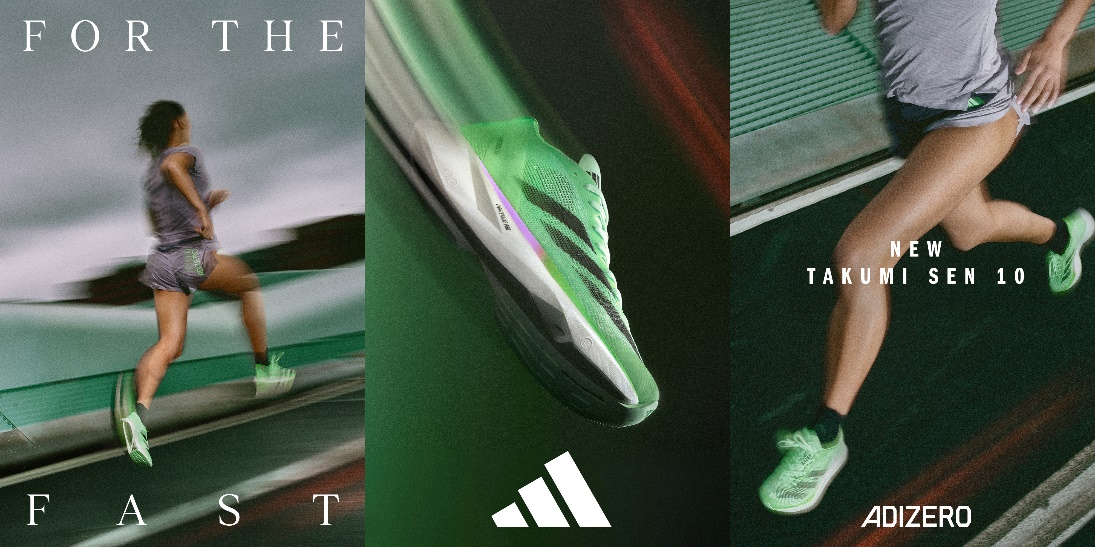 FOR THE
FAST
NEW
TAKUMI SEN 10
ADIZERO